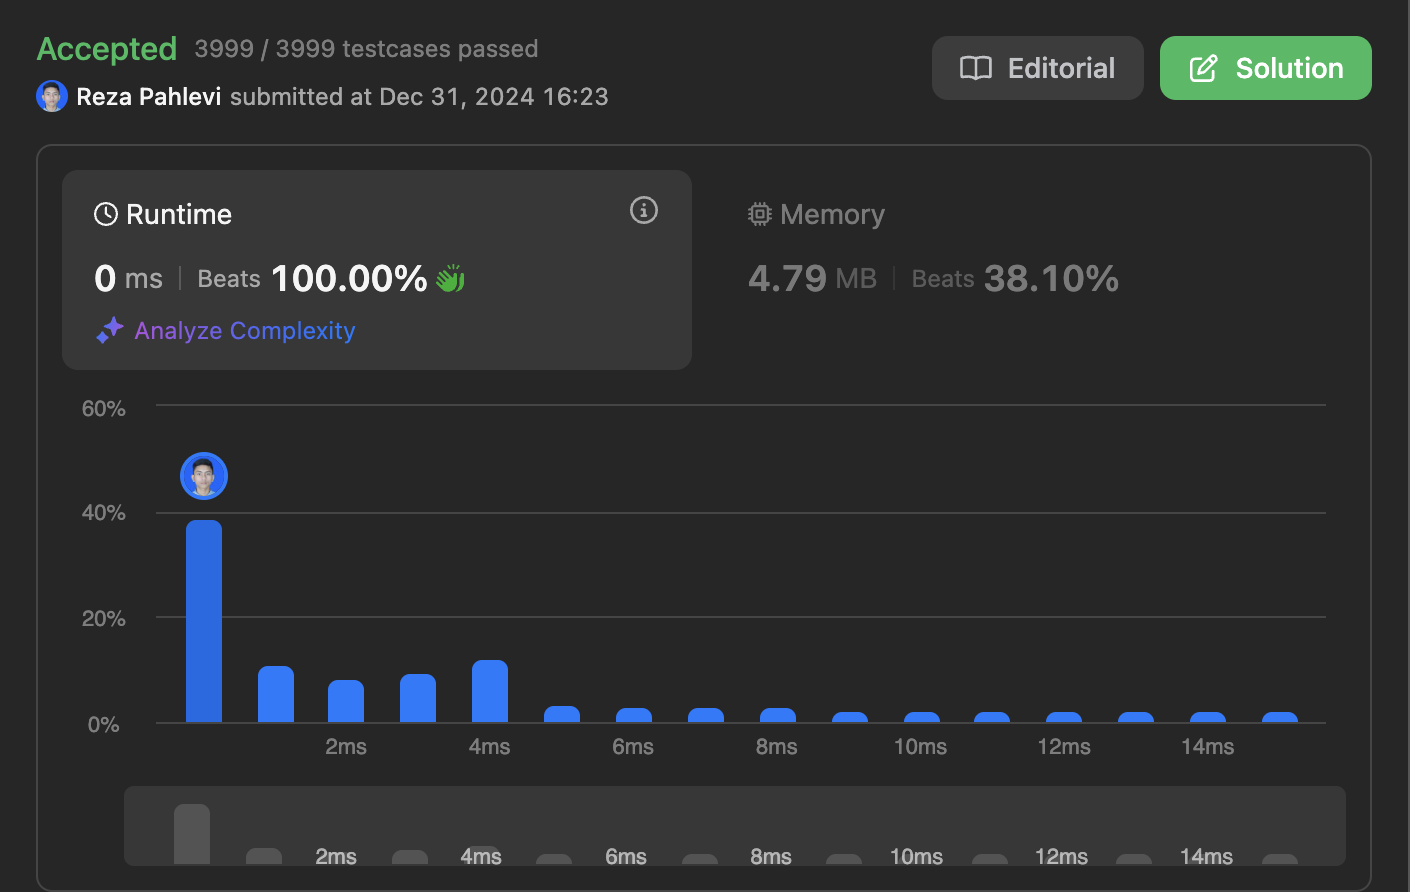 Accepted 3999 / 3999 testcases passed
Reza Pahlevi submitted at Dec 31, 2024 16:23
Editorial
Solution
Runtime
0 ms | Beats 100.00%
Analyze Complexity
Memory
4.79 MB | Beats 38.10%
60%
40%
20%
0%
2ms 4ms 6ms 8ms 10ms 12ms 14ms
2ms 4ms 6ms 8ms 10ms 12ms 14ms